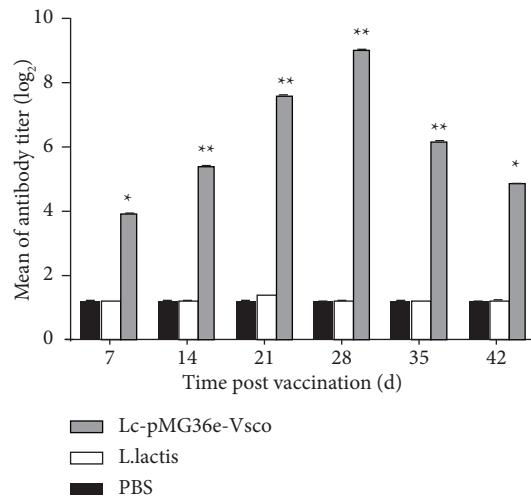 10
8
6
4
2
0
Mean of antibody titer (log₂)
* ** ** ** ** *
7 14 21 28 35 42
Time post vaccination (d)
Lc-pMG36e-Vsco
L.lactis
PBS